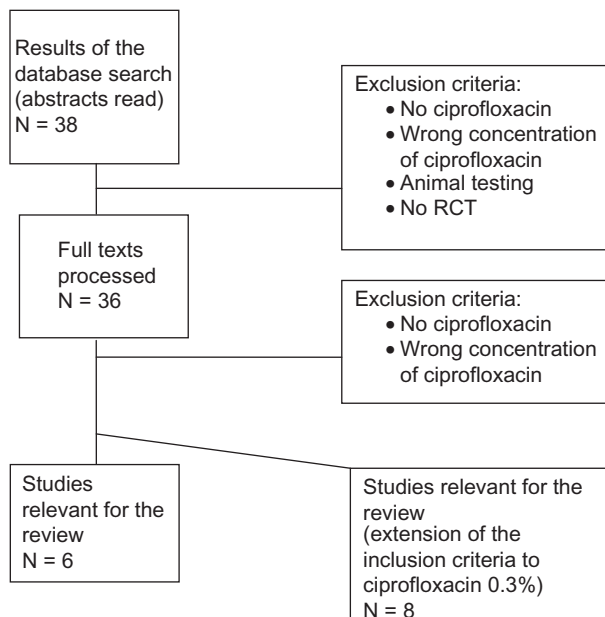 Results of the
database search
(abstracts read)
N = 38
Exclusion criteria:
• No ciprofloxacin
• Wrong concentration
of ciprofloxacin
• Animal testing
• No RCT
Full texts
processed
N = 36
Exclusion criteria:
• No ciprofloxacin
• Wrong concentration
of ciprofloxacin
Studies
relevant for the
review
N = 6
Studies relevant for the
review
(extension of the
inclusion criteria to
ciprofloxacin 0.3%)
N = 8